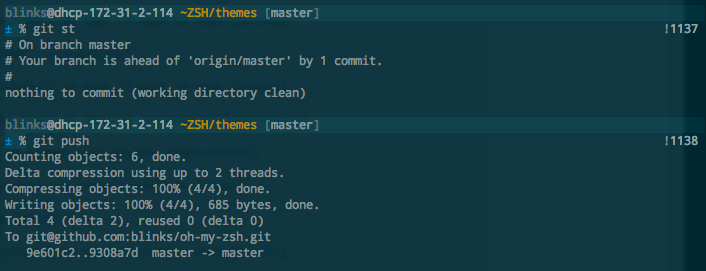 blinks@dhcp-172-31-2-114 ~ZSH/themes [master]
± % git st !1137
# On branch master
# Your branch is ahead of 'origin/master' by 1 commit.
#
nothing to commit (working directory clean)
blinks@dhcp-172-31-2-114 ~ZSH/themes [master]
± % git push !1138
Counting objects: 6, done.
Delta compression using up to 2 threads.
Compressing objects: 100% (4/4), done.
Writing objects: 100% (4/4), 685 bytes, done.
Total 4 (delta 2), reused 0 (delta 0)
To git@github.com:blinks/oh-my-zsh.git
   9e601c2..9308a7d  master -> master